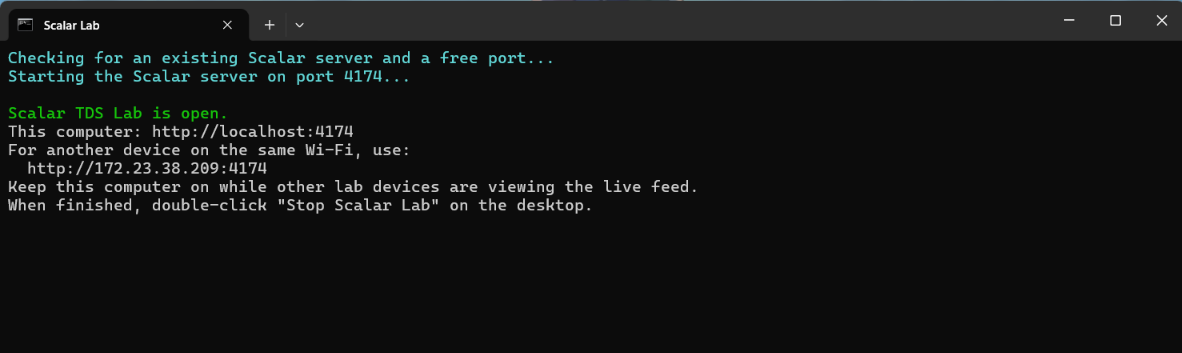 Scalar Lab
Checking for an existing Scalar server and a free port...
Starting the Scalar server on port 4174...
Scalar TDS Lab is open.
This computer: http://localhost:4174
For another device on the same Wi-Fi, use:
http://172.23.38.209:4174
Keep this computer on while other lab devices are viewing the live feed.
When finished, double-click "Stop Scalar Lab" on the desktop.